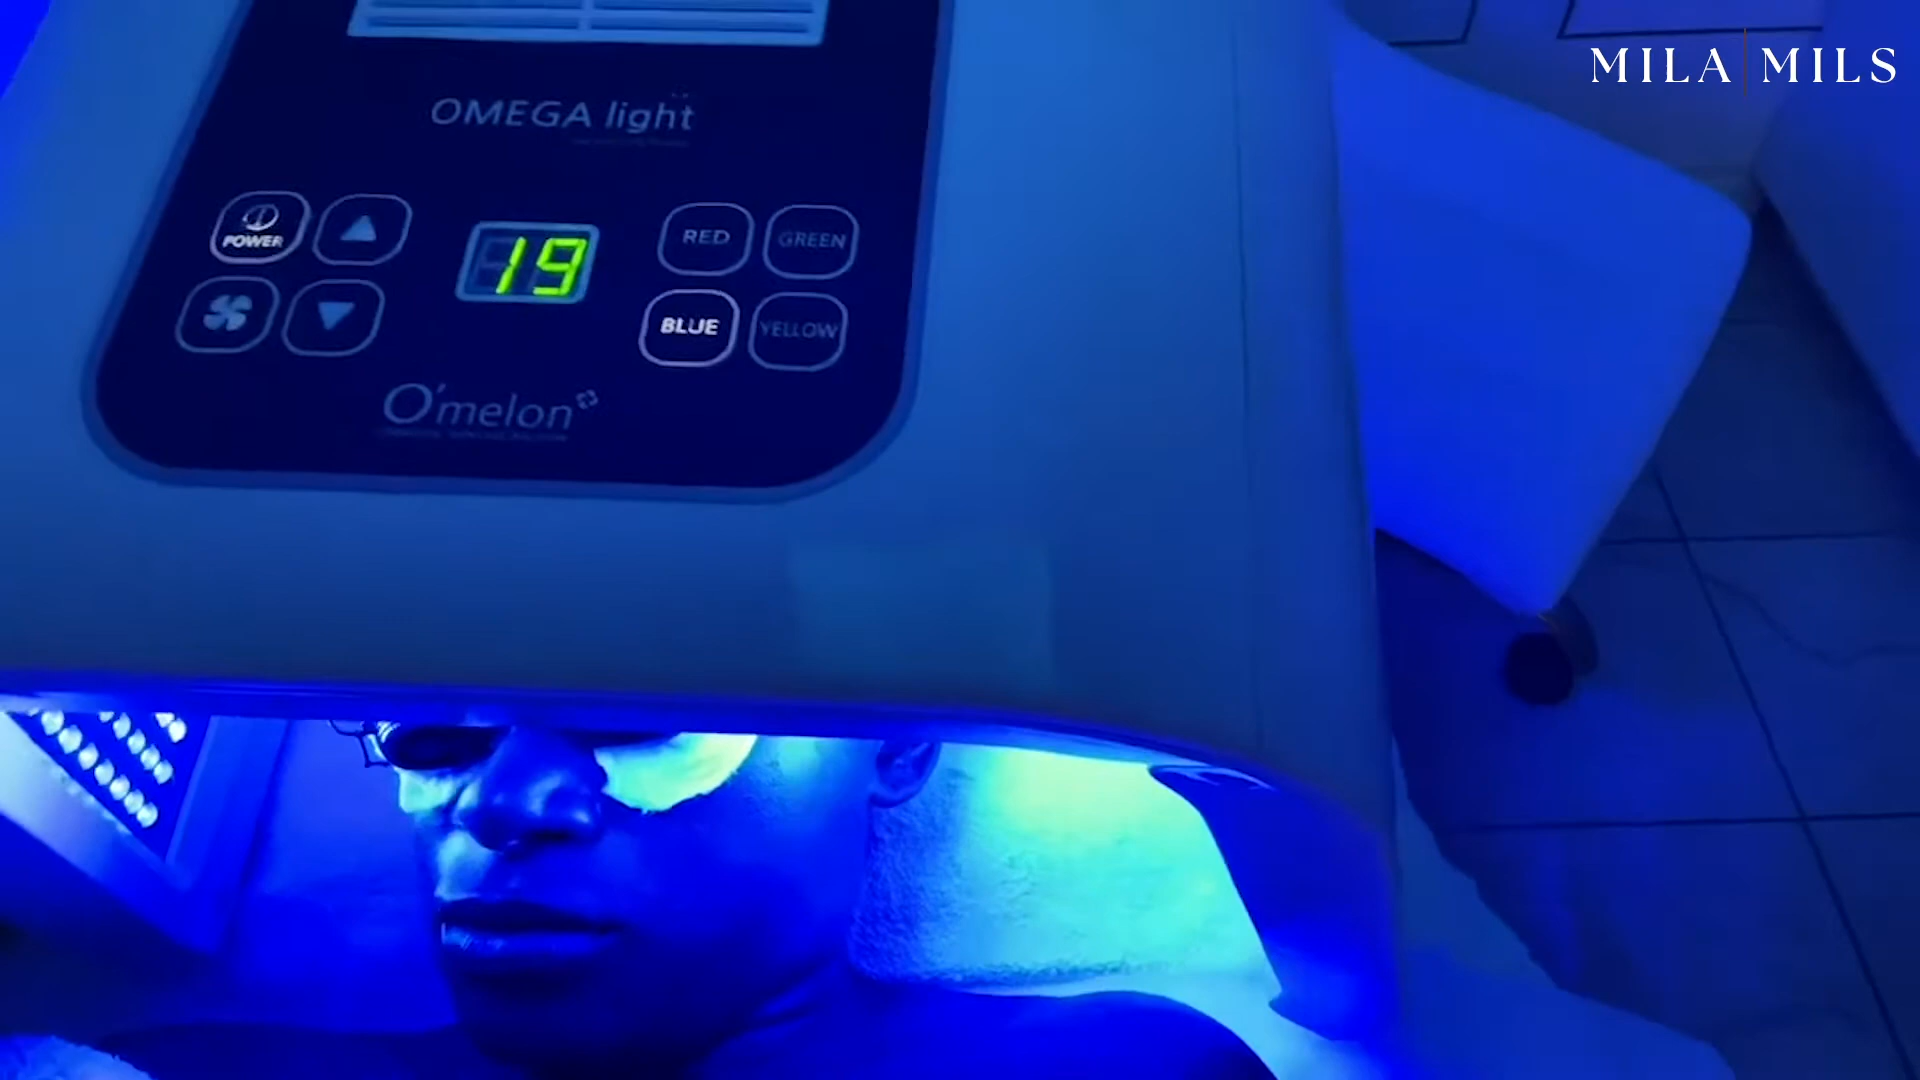 MILA MILS
OMEGA light
POWER
19
RED GREEN
BLUE YELLOW
O'melon